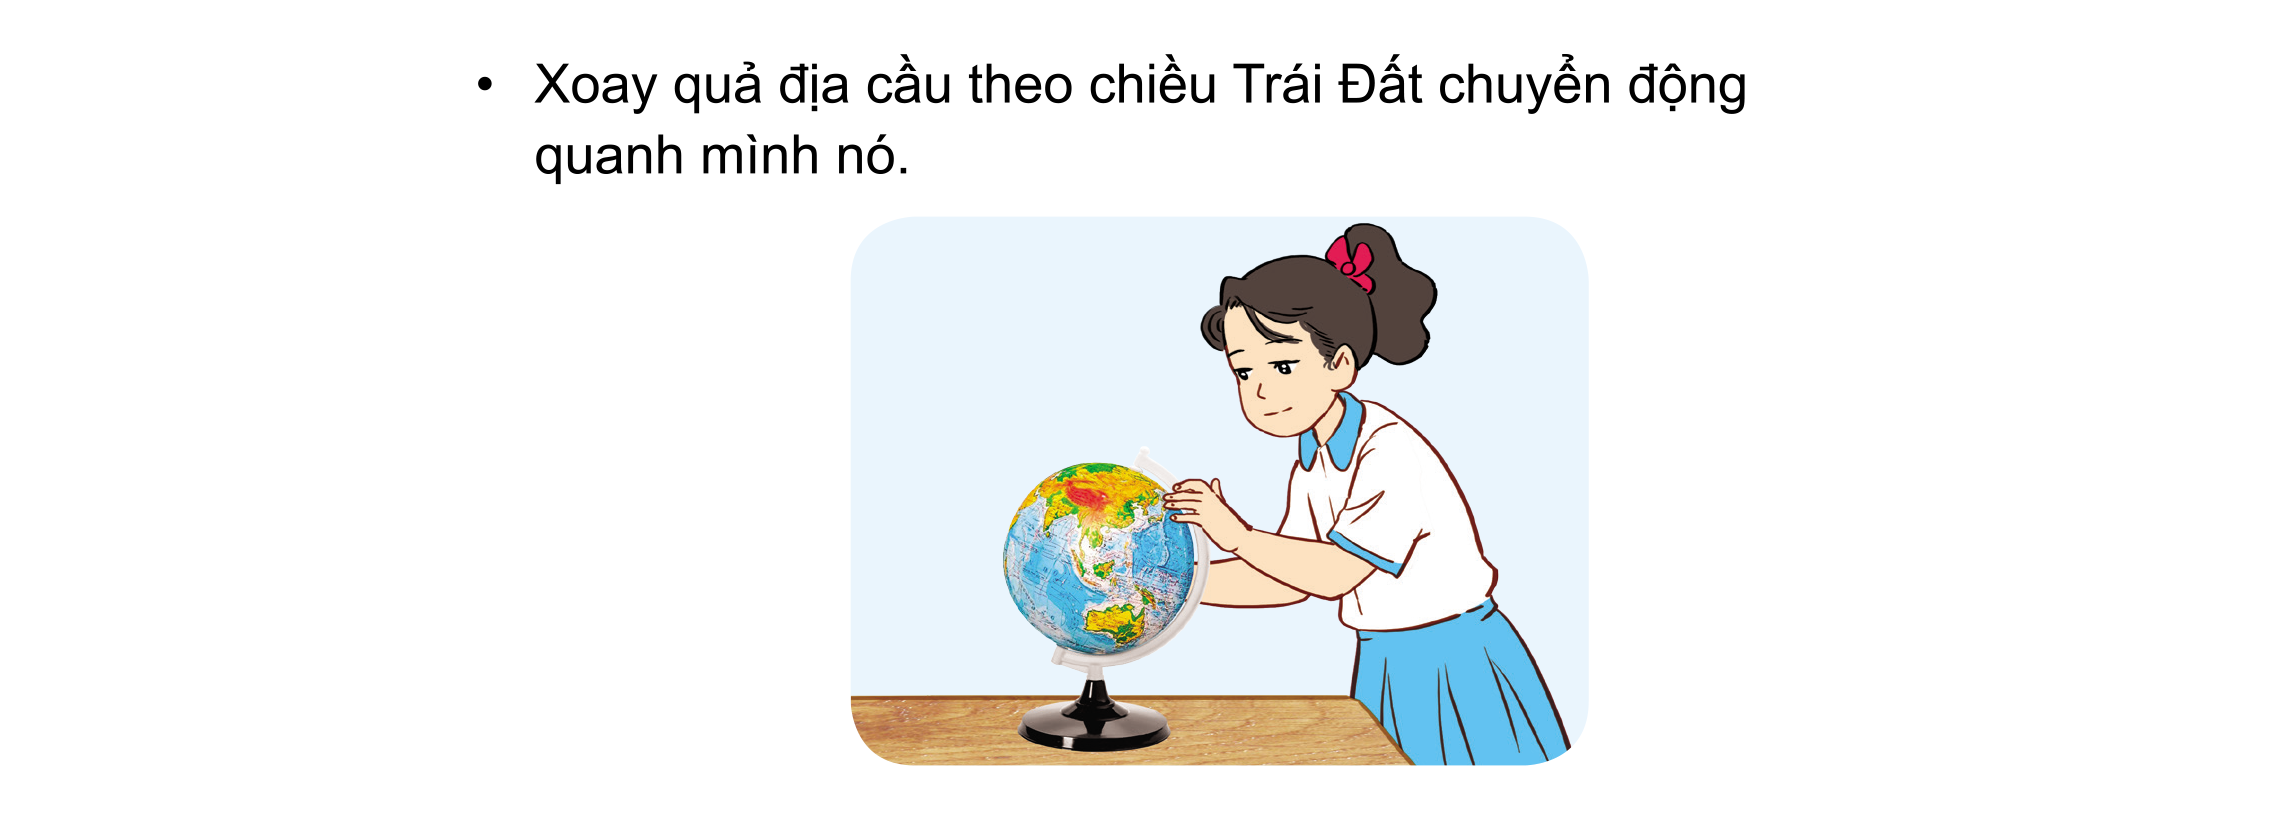 • Xoay quả địa cầu theo chiều Trái Đất chuyển động
quanh mình nó.